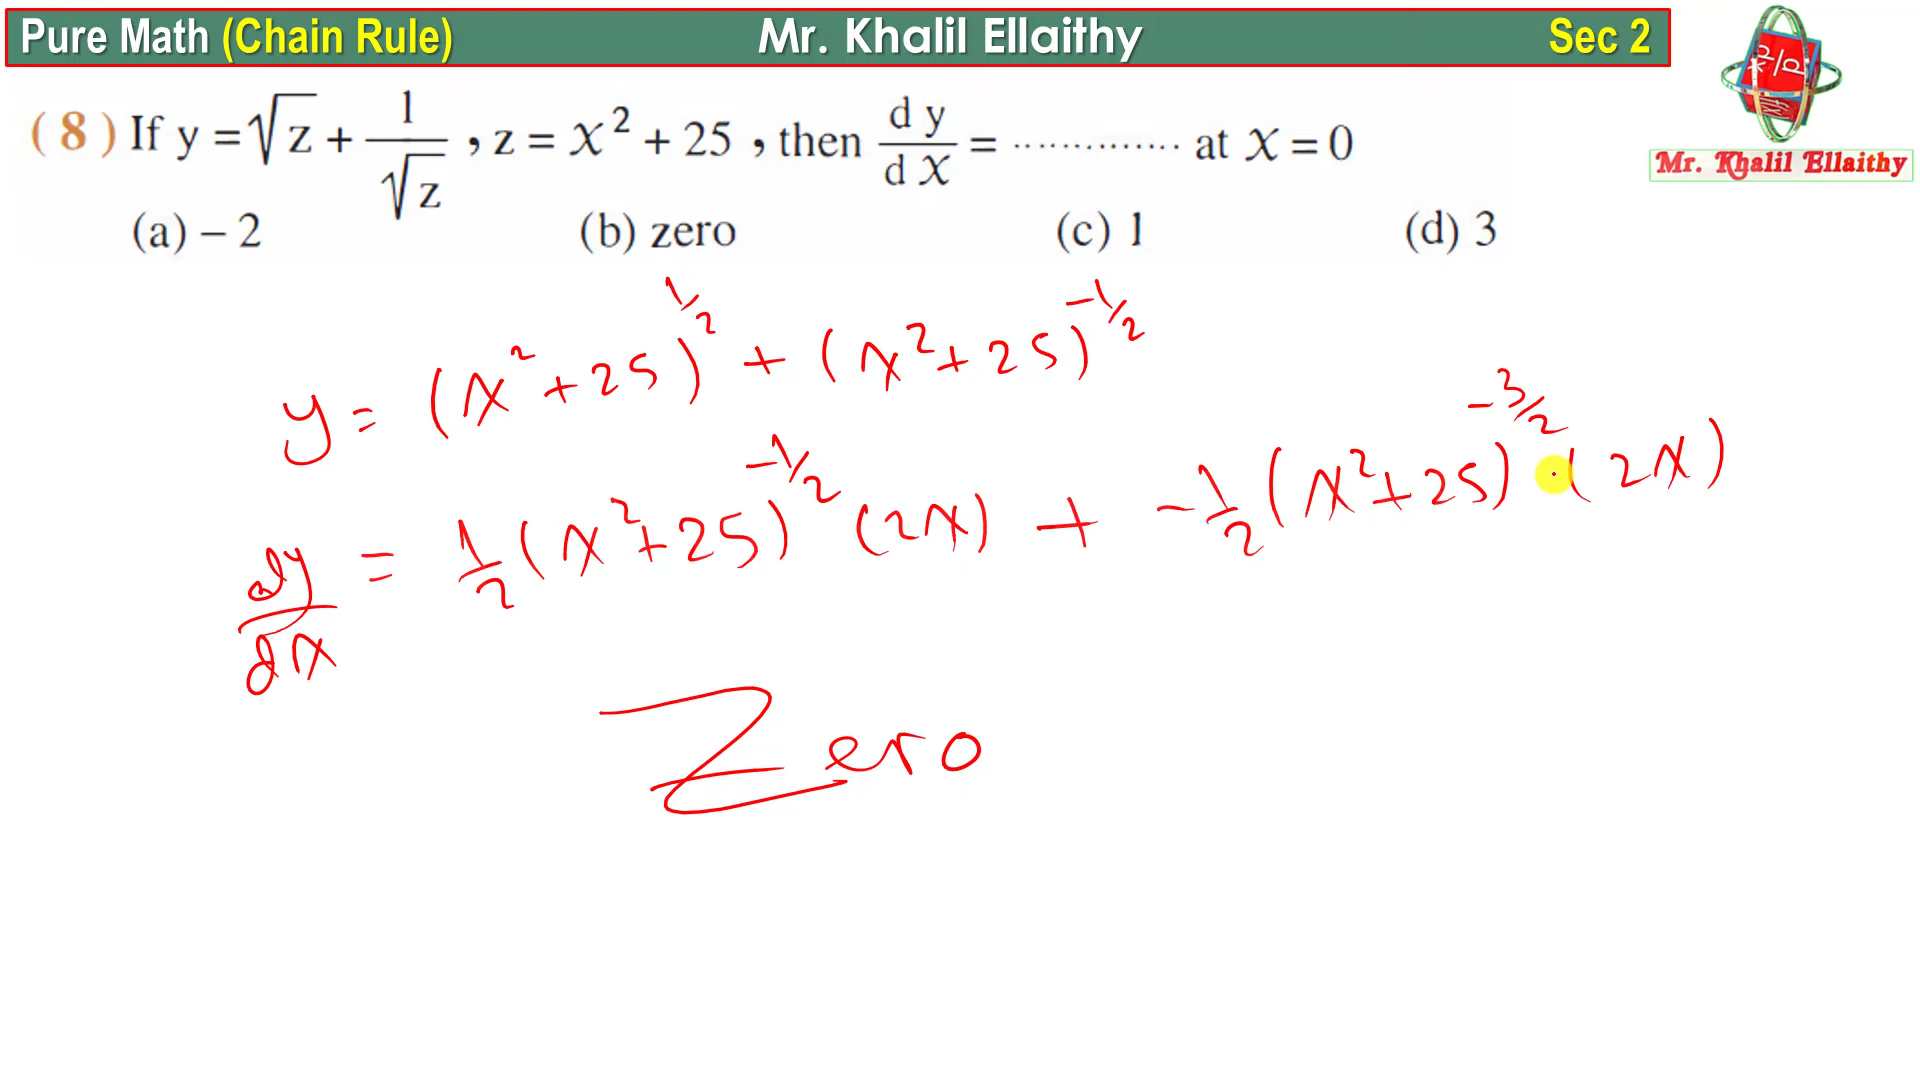 Pure Math (Chain Rule) Mr. Khalil Ellaithy Sec 2
Mr. Khalil Ellaithy
(8) If y = √z + 1/√z , z = x² + 25 , then dy/dx = .............. at x = 0
(a) – 2 (b) zero (c) 1 (d) 3
y = (x²+25)^1/2 + (x²+25)^-1/2
dy/dx = 1/2 (x²+25)^-1/2 (2x) + -1/2 (x²+25)^-3/2 (2x)
Zero